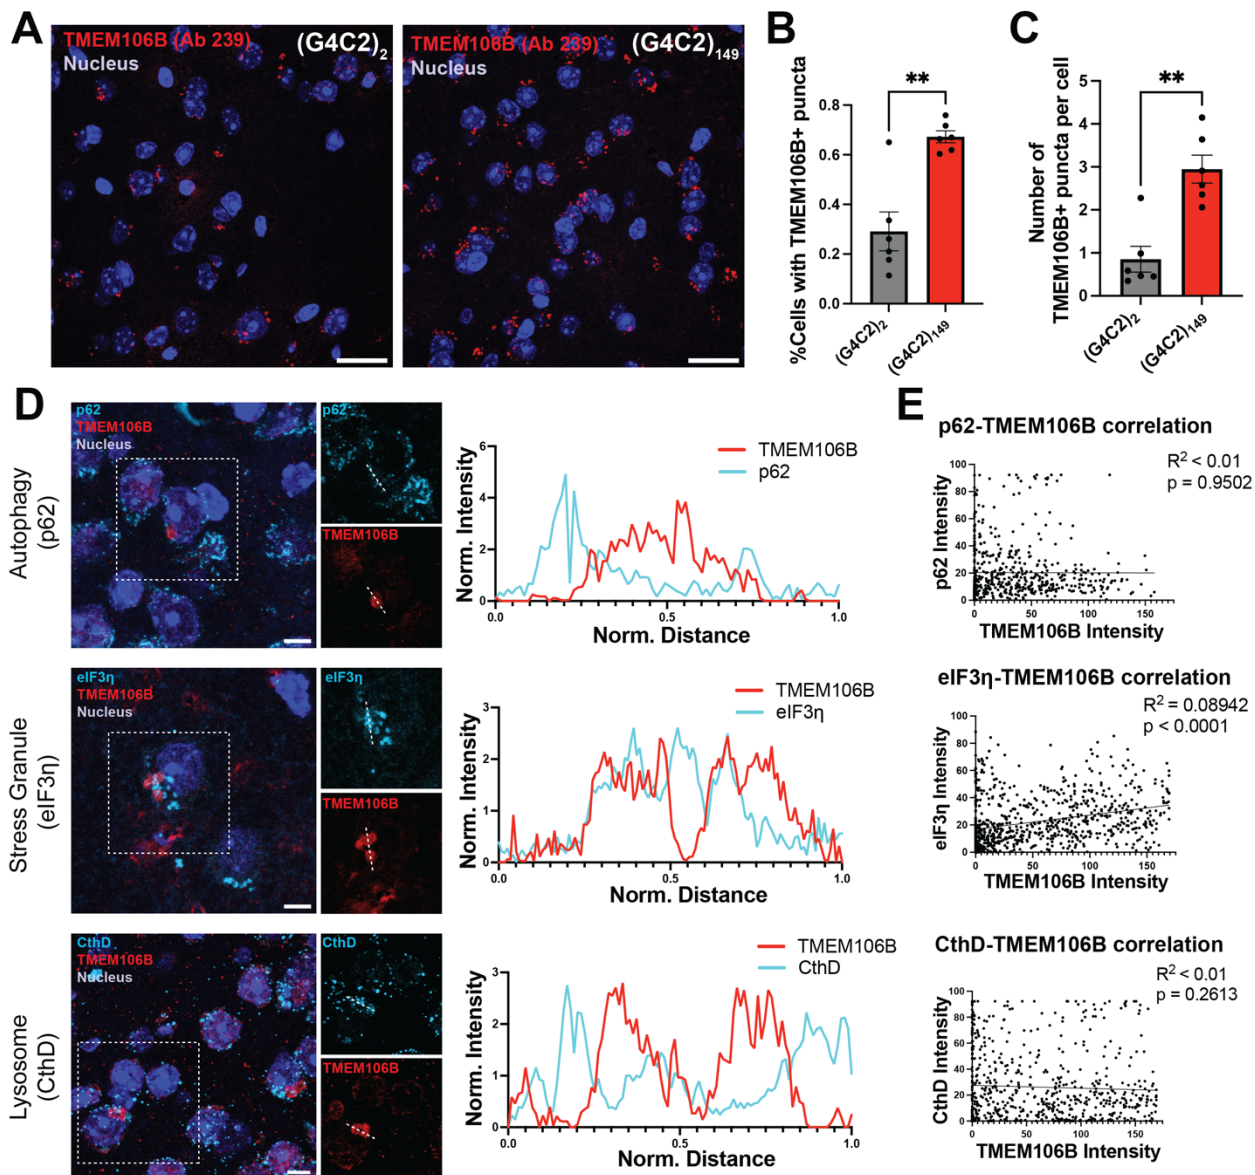 A
TMEM106B (Ab 239)
Nucleus
(G4C2)2
TMEM106B (Ab 239)
Nucleus
(G4C2)149
B
**
%Cells with TMEM106B+ puncta
0.8
0.6
0.4
0.2
0.0
(G4C2)2
(G4C2)149
C
**
Number of
TMEM106B+ puncta per cell
5
4
3
2
1
0
(G4C2)2
(G4C2)149
D
Autophagy
(p62)
p62
TMEM106B
Nucleus
p62
TMEM106B
TMEM106B
p62
Norm. Intensity
6
4
2
0
0.0
0.5
1.0
Norm. Distance
Stress Granule
(eIF3η)
eIF3η
TMEM106B
Nucleus
eIF3η
TMEM106B
TMEM106B
eIF3η
Norm. Intensity
3
2
1
0
0.0
0.5
1.0
Norm. Distance
Lysosome
(CthD)
CthD
TMEM106B
Nucleus
CthD
TMEM106B
TMEM106B
CthD
Norm. Intensity
3
2
1
0
0.0
0.5
1.0
Norm. Distance
E
p62-TMEM106B correlation
R² < 0.01
p = 0.9502
p62 Intensity
100
80
60
40
20
0
0
50
100
150
TMEM106B Intensity
eIF3η-TMEM106B correlation
R² = 0.08942
p < 0.0001
eIF3η Intensity
100
80
60
40
20
0
0
50
100
150
TMEM106B Intensity
CthD-TMEM106B correlation
R² < 0.01
p = 0.2613
CthD Intensity
100
80
60
40
20
0
0
50
100
150
TMEM106B Intensity